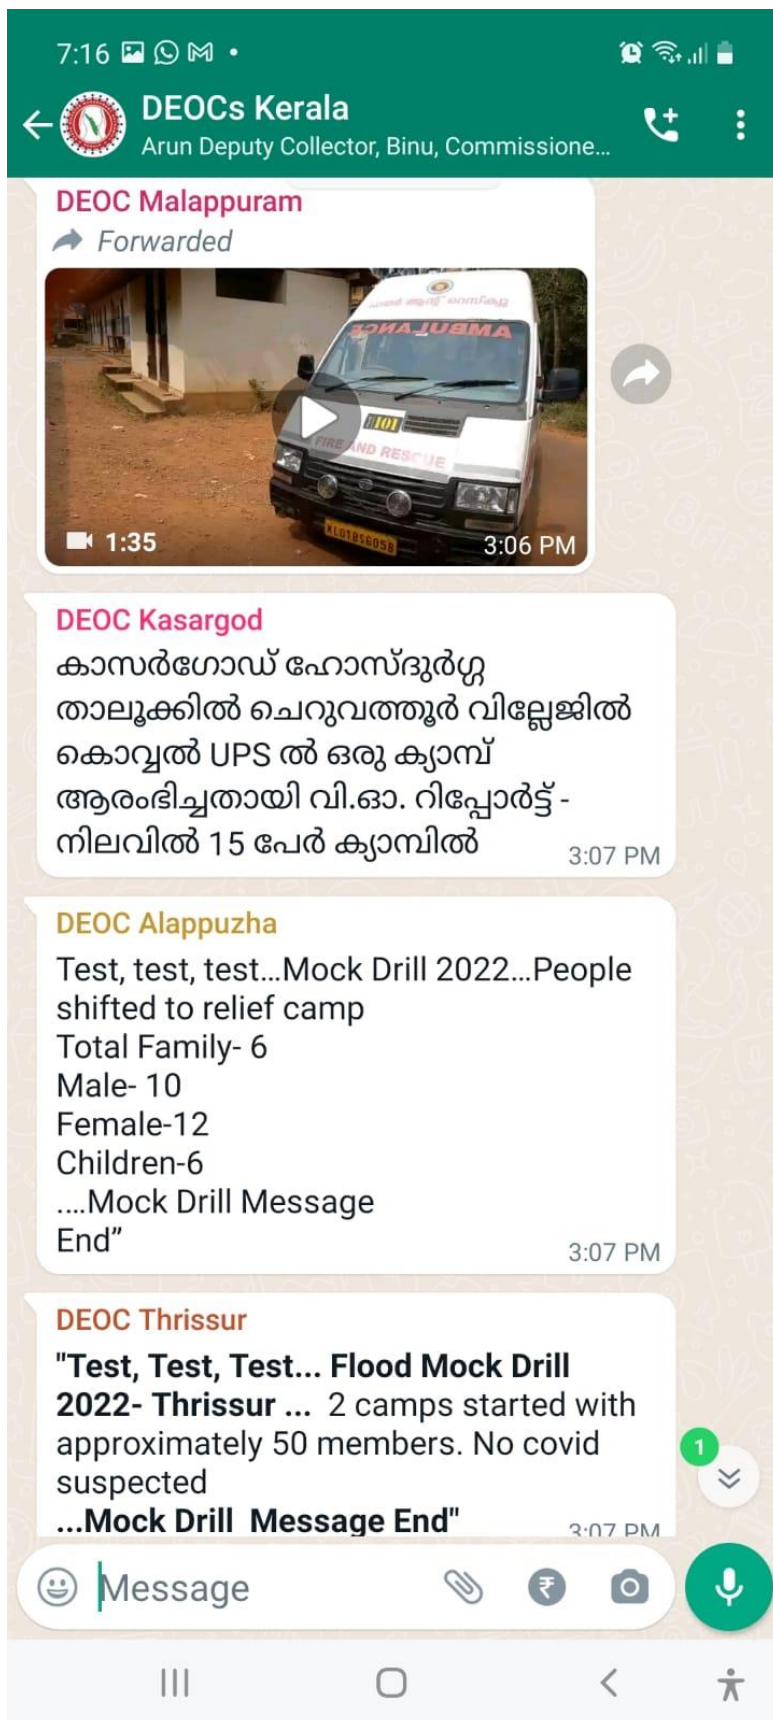 7:16
DEOCs Kerala
Arun Deputy Collector, Binu, Commissione...
DEOC Malappuram
Forwarded
AMBULANCE
101
FIRE AND RESCUE
KL01BS6058
1:35
3:06 PM
DEOC Kasargod
കാസർഗോഡ് ഹോസ്ദുർഗ്ഗ
താലൂക്കിൽ ചെറുവത്തൂർ വില്ലേജിൽ
കൊവ്വൽ UPS ൽ ഒരു ക്യാമ്പ്
ആരംഭിച്ചതായി വി.ഓ. റിപ്പോർട്ട് -
നിലവിൽ 15 പേർ ക്യാമ്പിൽ
3:07 PM
DEOC Alappuzha
Test, test, test...Mock Drill 2022...People
shifted to relief camp
Total Family- 6
Male- 10
Female-12
Children-6
....Mock Drill Message
End”
3:07 PM
DEOC Thrissur
"Test, Test, Test... Flood Mock Drill
2022- Thrissur ... 2 camps started with
approximately 50 members. No covid
suspected
...Mock Drill Message End"
3:07 PM
1
Message